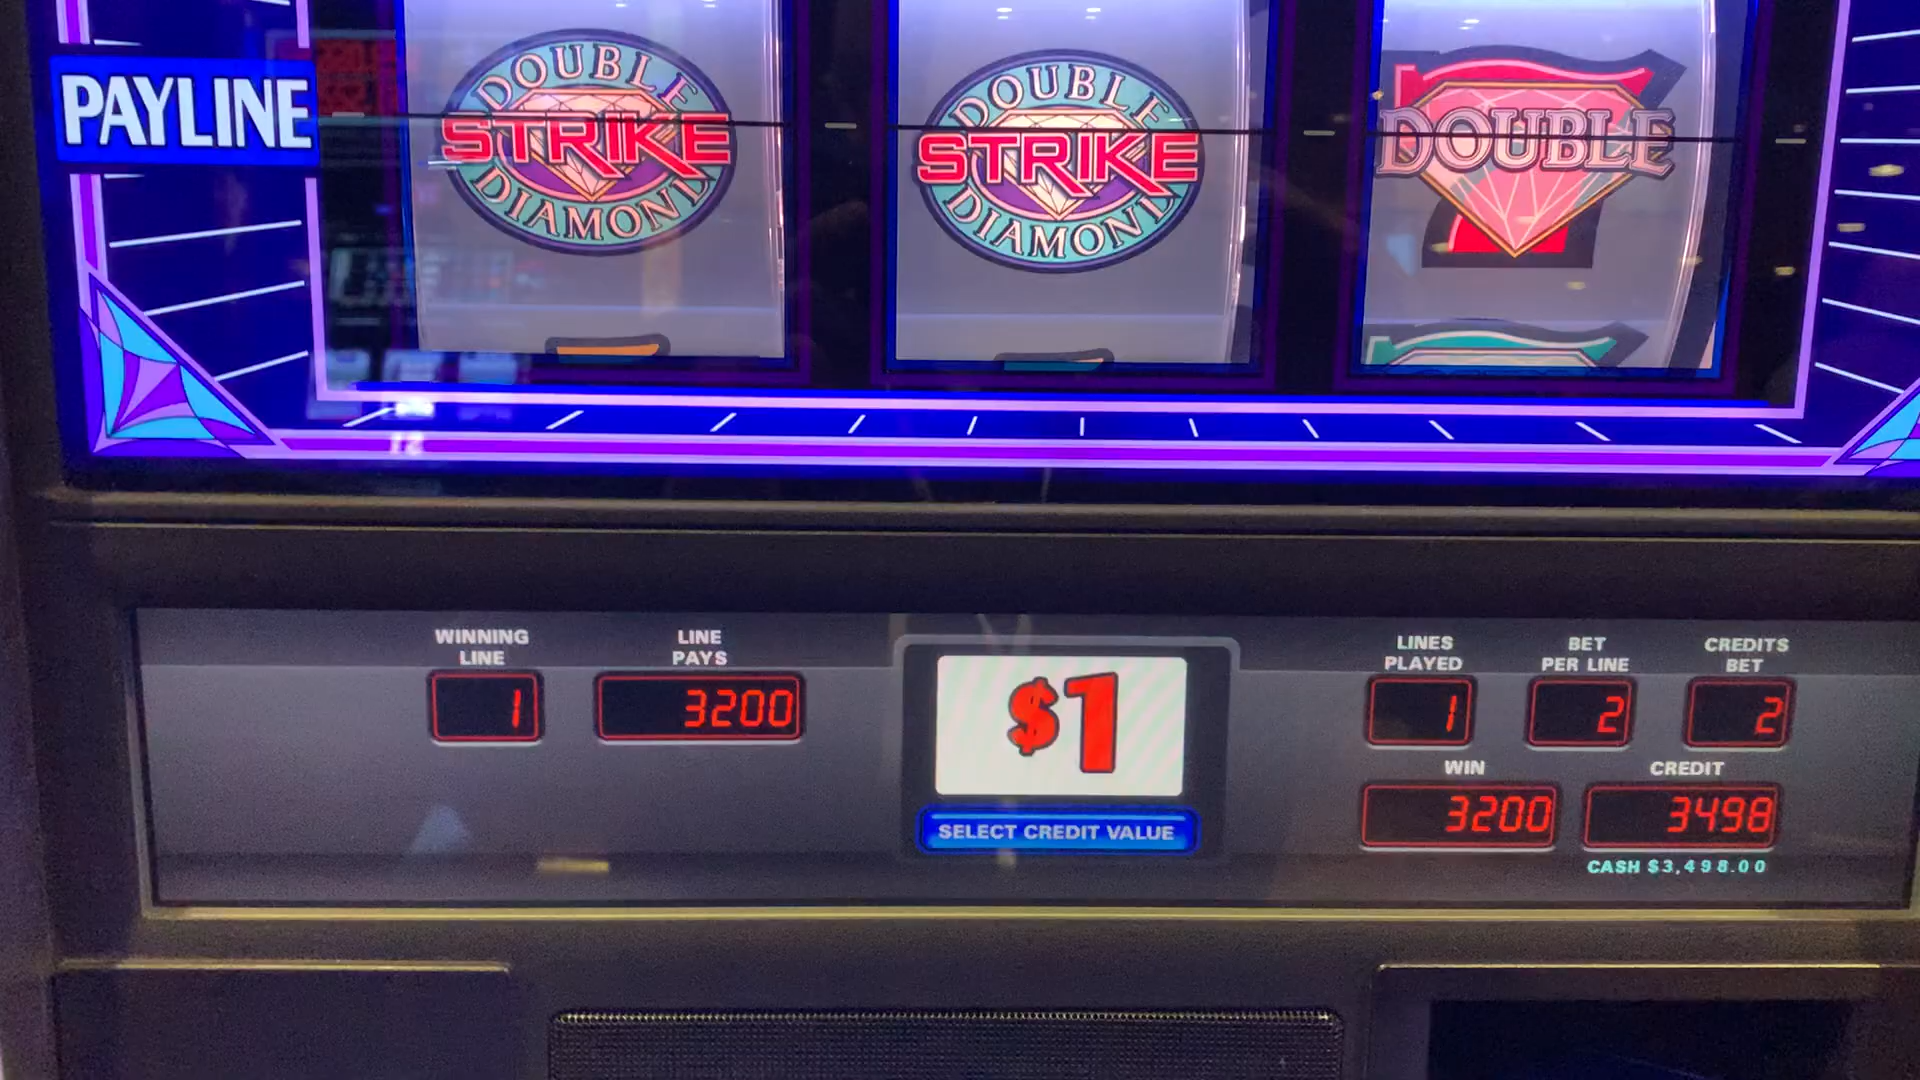 PAYLINE
DOUBLE
STRIKE
DIAMOND
DOUBLE
STRIKE
DIAMOND
DOUBLE
WINNING
LINE
1
LINE
PAYS
3200
$1
SELECT CREDIT VALUE
LINES
PLAYED
1
BET
PER LINE
2
CREDITS
BET
2
WIN
3200
CREDIT
3498
CASH $3,498.00